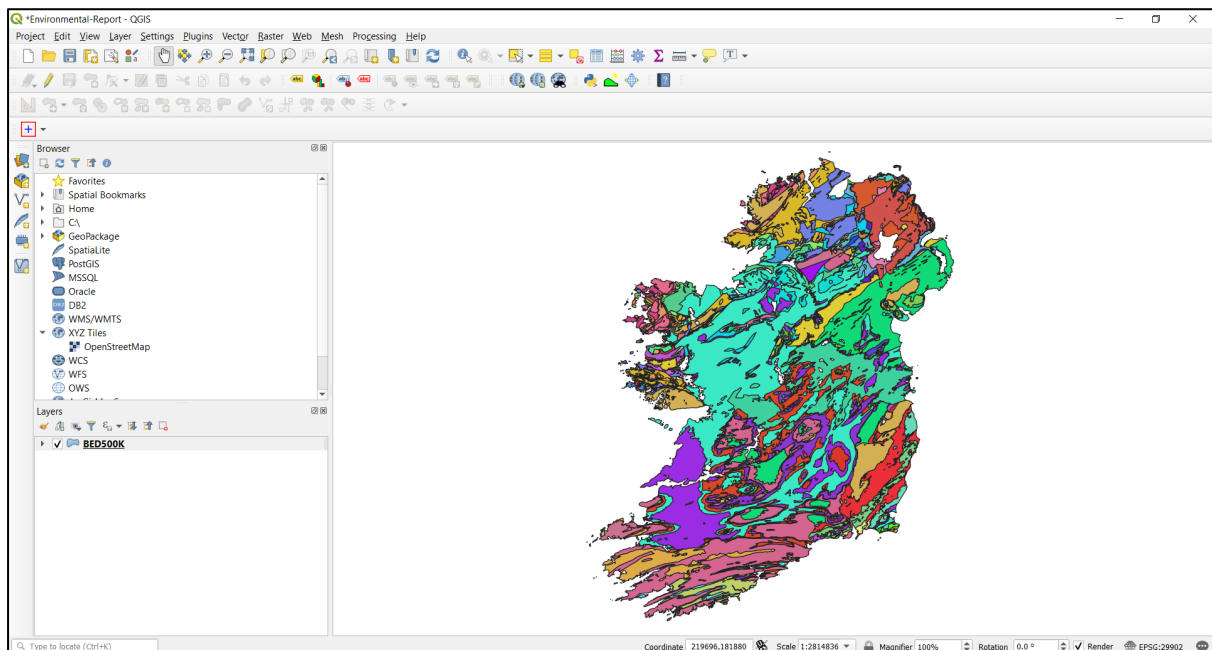 *Environmental-Report - QGIS
Project Edit View Layer Settings Plugins Vector Raster Web Mesh Processing Help
Browser
Favorites
Spatial Bookmarks
Home
C:\
GeoPackage
SpatiaLite
PostGIS
MSSQL
Oracle
DB2
WMS/WMTS
XYZ Tiles
OpenStreetMap
WCS
WFS
OWS
Layers
BED500K
Type to locate (Ctrl+K) Coordinate 219696,181880 Scale 1:2814836 Magnifier 100% Rotation 0.0 ° Render EPSG:29902